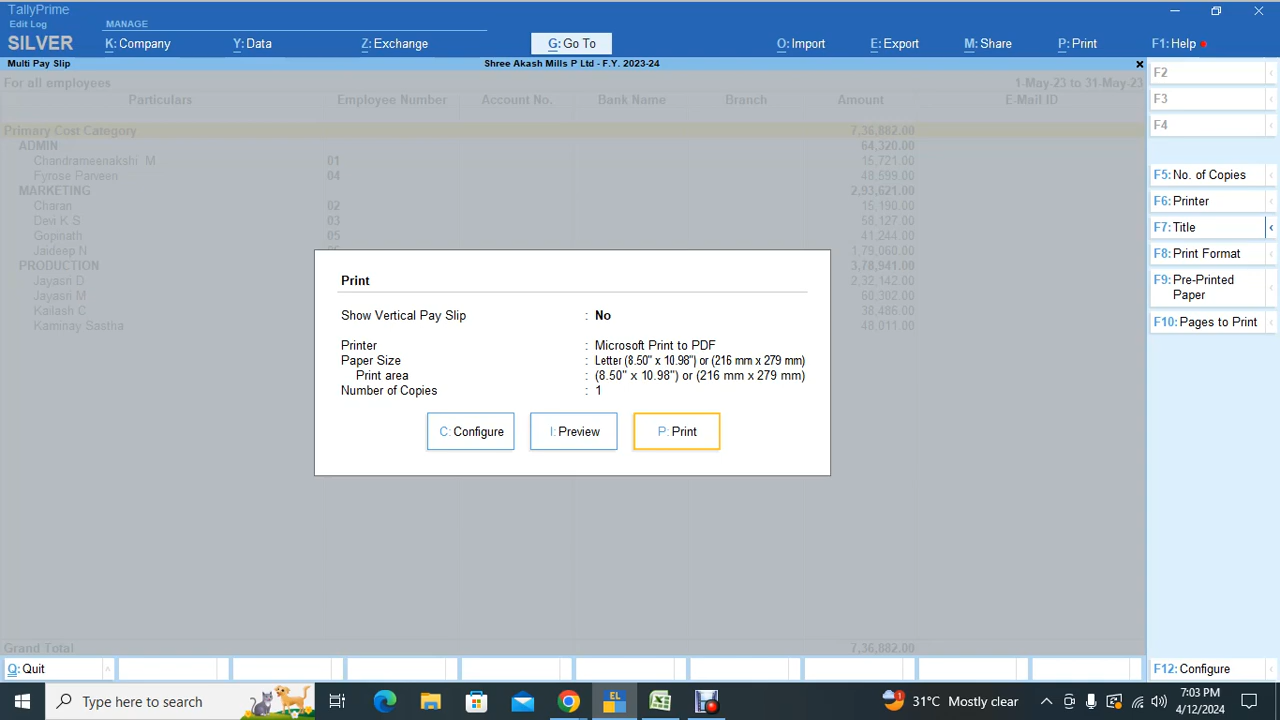 TallyPrime
Edit Log
MANAGE
SILVER
K: Company
Y: Data
Z: Exchange
G: Go To
O: Import
E: Export
M: Share
P: Print
F1: Help
Multi Pay Slip
Shree Akash Mills P Ltd - F.Y. 2023-24
x
For all employees
1-May-23 to 31-May-23
Particulars Employee Number Account No. Bank Name Branch Amount E-Mail ID
Primary Cost Category 7,36,882.00
ADMIN 64,320.00
Chandrameenakshi M 01 15,721.00
Fyrose Parveen 04 48,599.00
MARKETING 2,93,621.00
Charan 02 15,190.00
Devi K S 03 58,127.00
Gopinath 05 41,244.00
Jaideep N 1,79,060.00
PRODUCTION 3,78,941.00
Jayasri D 2,32,142.00
Jayasri M 60,302.00
Kailash C 38,486.00
Kaminay Sastha 48,011.00
Print
Show Vertical Pay Slip : No
Printer : Microsoft Print to PDF
Paper Size : Letter (8.50" x 10.98") or (216 mm x 279 mm)
Print area : (8.50" x 10.98") or (216 mm x 279 mm)
Number of Copies : 1
C: Configure
I: Preview
P: Print
Grand Total 7,36,882.00
Q: Quit
F2
F3
F4
F5: No. of Copies
F6: Printer
F7: Title
F8: Print Format
F9: Pre-Printed
Paper
F10: Pages to Print
F12: Configure
Type here to search
EL
1
31°C Mostly clear
7:03 PM
4/12/2024